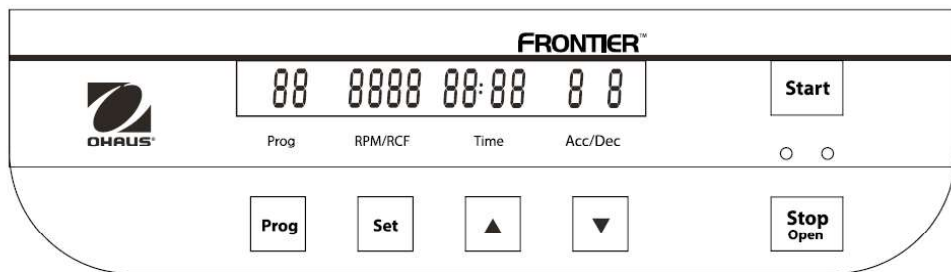 FRONTIER™
88 8888 88:88 8 8
Start
OHAUS®
Prog RPM/RCF Time Acc/Dec
Prog Set ▲ ▼ Stop
Open